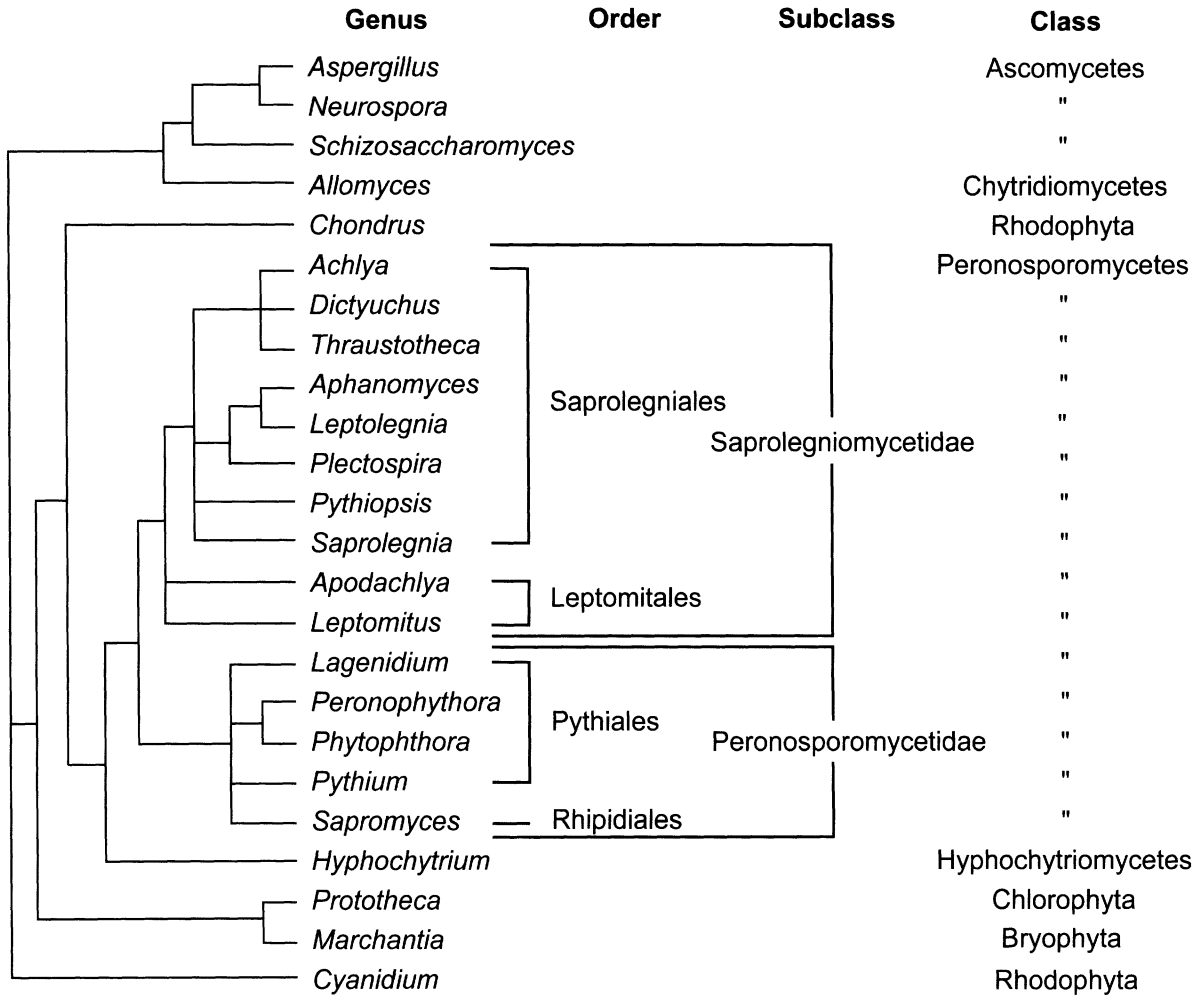 Genus Order Subclass Class
Aspergillus Ascomycetes
Neurospora "
Schizosaccharomyces "
Allomyces Chytridiomycetes
Chondrus Rhodophyta
Achlya Peronosporomycetes
Dictyuchus "
Thraustotheca "
Aphanomyces "
Saprolegniales
Leptolegnia "
Saprolegniomycetidae
Plectospira "
Pythiopsis "
Saprolegnia "
Apodachlya "
Leptomitales
Leptomitus "
Lagenidium "
Peronophythora "
Pythiales
Phytophthora Peronosporomycetidae "
Pythium "
Sapromyces Rhipidiales "
Hyphochytrium Hyphochytriomycetes
Prototheca Chlorophyta
Marchantia Bryophyta
Cyanidium Rhodophyta